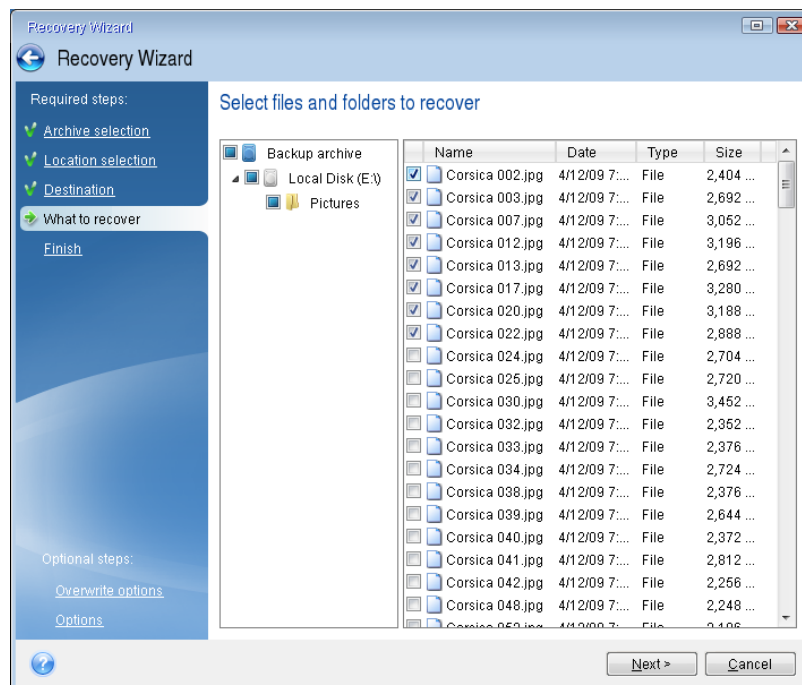 Recovery Wizard
Recovery Wizard
Required steps:
Archive selection
Location selection
Destination
What to recover
Finish
Optional steps:
Overwrite options
Options
Select files and folders to recover
Backup archive
Local Disk (E:\)
Pictures
Name Date Type Size
Corsica 002.jpg 4/12/09 7:... File 2,404 ...
Corsica 003.jpg 4/12/09 7:... File 2,692 ...
Corsica 007.jpg 4/12/09 7:... File 3,052 ...
Corsica 012.jpg 4/12/09 7:... File 3,196 ...
Corsica 013.jpg 4/12/09 7:... File 2,692 ...
Corsica 017.jpg 4/12/09 7:... File 3,280 ...
Corsica 020.jpg 4/12/09 7:... File 3,188 ...
Corsica 022.jpg 4/12/09 7:... File 2,888 ...
Corsica 024.jpg 4/12/09 7:... File 2,704 ...
Corsica 025.jpg 4/12/09 7:... File 2,720 ...
Corsica 030.jpg 4/12/09 7:... File 3,452 ...
Corsica 032.jpg 4/12/09 7:... File 2,352 ...
Corsica 033.jpg 4/12/09 7:... File 2,376 ...
Corsica 034.jpg 4/12/09 7:... File 2,724 ...
Corsica 038.jpg 4/12/09 7:... File 2,376 ...
Corsica 039.jpg 4/12/09 7:... File 2,644 ...
Corsica 040.jpg 4/12/09 7:... File 2,372 ...
Corsica 041.jpg 4/12/09 7:... File 2,812 ...
Corsica 042.jpg 4/12/09 7:... File 2,256 ...
Corsica 048.jpg 4/12/09 7:... File 2,248 ...
Next >
Cancel